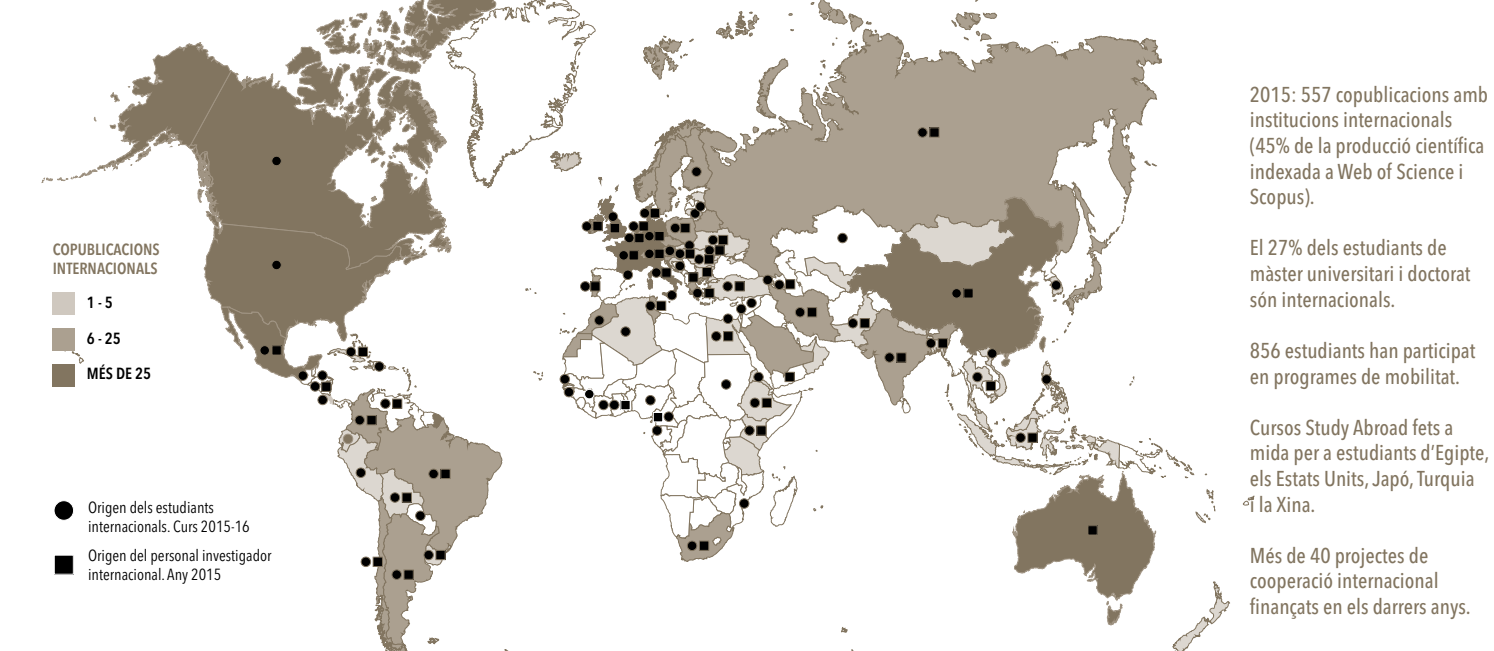 COPUBLICACIONS
INTERNACIONALS
1 - 5
6 - 25
MÉS DE 25
Origen dels estudiants
internacionals. Curs 2015-16
Origen del personal investigador
internacional. Any 2015
2015: 557 copublicacions amb
institucions internacionals
(45% de la producció científica
indexada a Web of Science i
Scopus).
El 27% dels estudiants de
màster universitari i doctorat
són internacionals.
856 estudiants han participat
en programes de mobilitat.
Cursos Study Abroad fets a
mida per a estudiants d’Egipte,
els Estats Units, Japó, Turquia
i la Xina.
Més de 40 projectes de
cooperació internacional
finançats en els darrers anys.